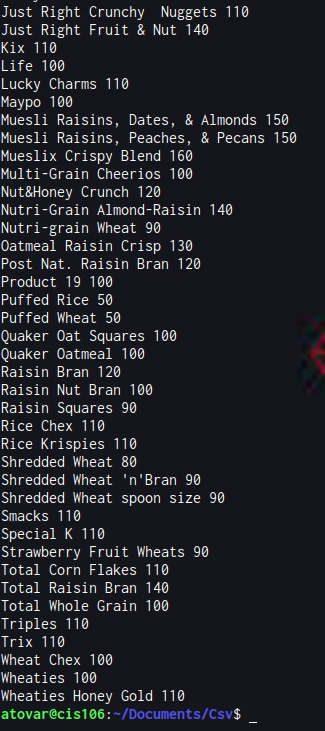 Just Right Crunchy  Nuggets 110
Just Right Fruit & Nut 140
Kix 110
Life 100
Lucky Charms 110
Maypo 100
Muesli Raisins, Dates, & Almonds 150
Muesli Raisins, Peaches, & Pecans 150
Mueslix Crispy Blend 160
Multi-Grain Cheerios 100
Nut&Honey Crunch 120
Nutri-Grain Almond-Raisin 140
Nutri-grain Wheat 90
Oatmeal Raisin Crisp 130
Post Nat. Raisin Bran 120
Product 19 100
Puffed Rice 50
Puffed Wheat 50
Quaker Oat Squares 100
Quaker Oatmeal 100
Raisin Bran 120
Raisin Nut Bran 100
Raisin Squares 90
Rice Chex 110
Rice Krispies 110
Shredded Wheat 80
Shredded Wheat 'n'Bran 90
Shredded Wheat spoon size 90
Smacks 110
Special K 110
Strawberry Fruit Wheats 90
Total Corn Flakes 110
Total Raisin Bran 140
Total Whole Grain 100
Triples 110
Trix 110
Wheat Chex 100
Wheaties 100
Wheaties Honey Gold 110
atovar@cis106:~/Documents/Csv$ _